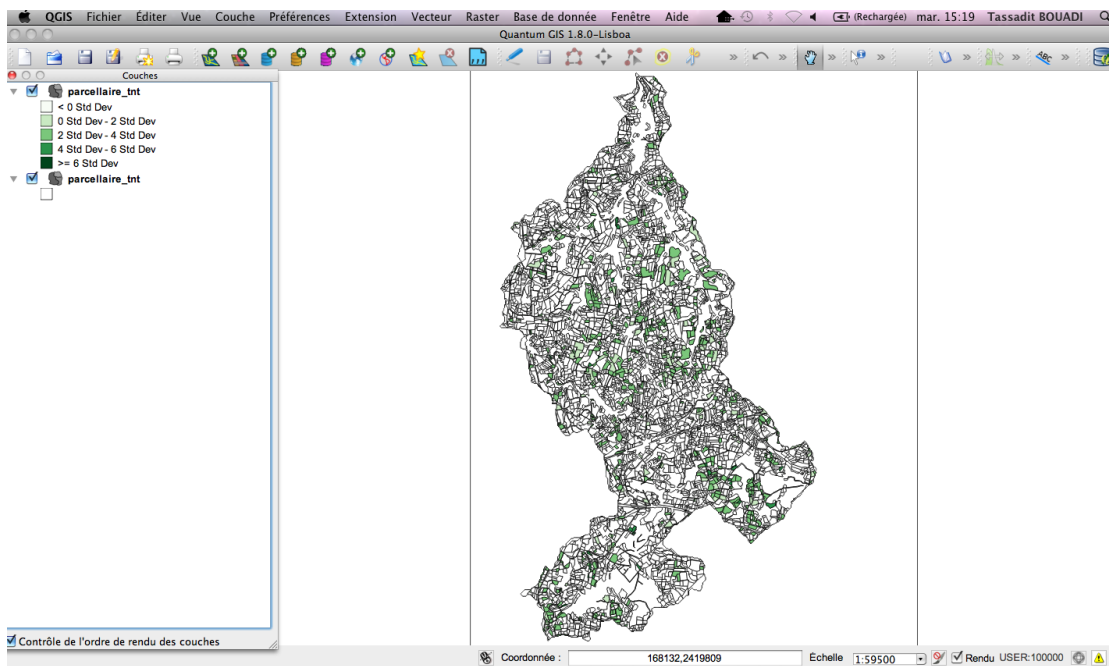 QGIS Fichier Éditer Vue Couche Préférences Extension Vecteur Raster Base de donnée Fenêtre Aide (Rechargée) mar. 15:19 Tassadit BOUADI
Quantum GIS 1.8.0-Lisboa
ABC
Couches
parcellaire_tnt
< 0 Std Dev
0 Std Dev - 2 Std Dev
2 Std Dev - 4 Std Dev
4 Std Dev - 6 Std Dev
>= 6 Std Dev
parcellaire_tnt
Contrôle de l'ordre de rendu des couches
Coordonnée : 168132,2419809 Échelle 1:59500 Rendu USER:100000